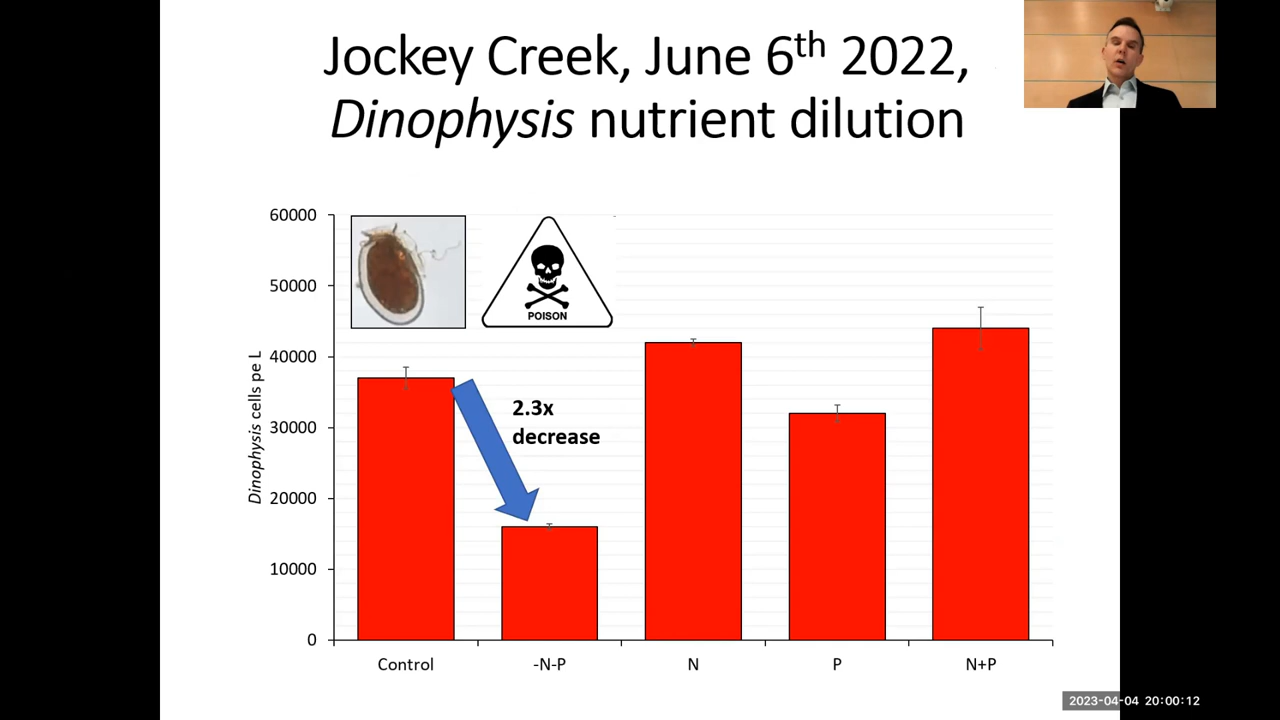 Jockey Creek, June 6th 2022,
Dinophysis nutrient dilution
60000
50000
40000
30000
20000
10000
0
Dinophysis cells pe L
POISON
2.3x
decrease
Control
-N-P
N
P
N+P
2023-04-04 20:00:12